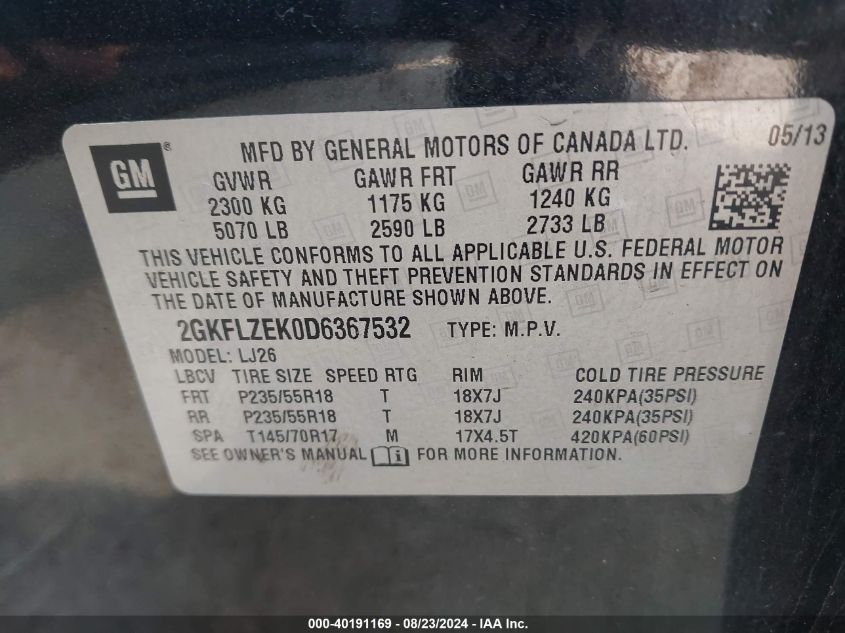 GM®
MFD BY GENERAL MOTORS OF CANADA LTD. 05/13
GVWR GAWR FRT GAWR RR
2300 KG 1175 KG 1240 KG
5070 LB 2590 LB 2733 LB
THIS VEHICLE CONFORMS TO ALL APPLICABLE U.S. FEDERAL MOTOR
VEHICLE SAFETY AND THEFT PREVENTION STANDARDS IN EFFECT ON
THE DATE OF MANUFACTURE SHOWN ABOVE.
2GKFLZEK0D6367532 TYPE: M.P.V.
MODEL: LJ26
LBCV TIRE SIZE SPEED RTG RIM COLD TIRE PRESSURE
FRT P235/55R18 T 18X7J 240KPA(35PSI)
RR P235/55R18 T 18X7J 240KPA(35PSI)
SPA T145/70R17 M 17X4.5T 420KPA(60PSI)
SEE OWNER'S MANUAL i FOR MORE INFORMATION.
000-40191169 - 08/23/2024 - IAA Inc.